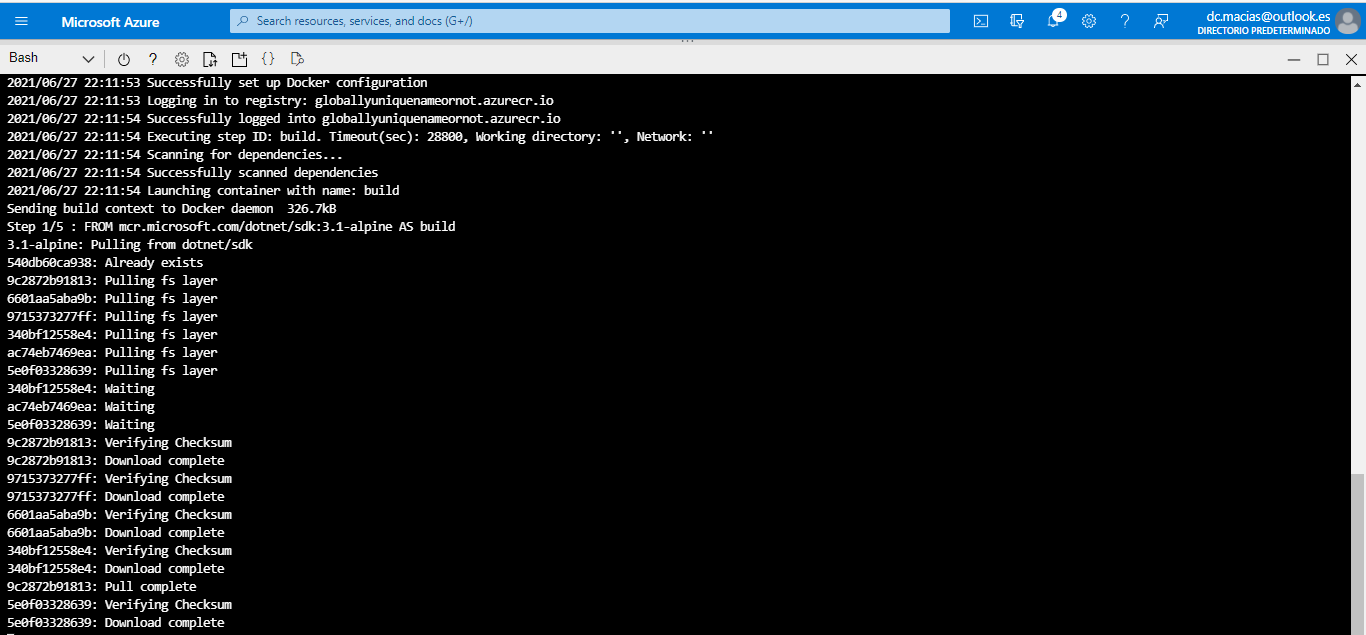 Microsoft Azure
Search resources, services, and docs (G+/)
4
dc.macias@outlook.es
DIRECTORIO PREDETERMINADO
Bash
2021/06/27 22:11:53 Successfully set up Docker configuration
2021/06/27 22:11:53 Logging in to registry: globallyuniquenameornot.azurecr.io
2021/06/27 22:11:54 Successfully logged into globallyuniquenameornot.azurecr.io
2021/06/27 22:11:54 Executing step ID: build. Timeout(sec): 28800, Working directory: '', Network: ''
2021/06/27 22:11:54 Scanning for dependencies...
2021/06/27 22:11:54 Successfully scanned dependencies
2021/06/27 22:11:54 Launching container with name: build
Sending build context to Docker daemon  326.7kB
Step 1/5 : FROM mcr.microsoft.com/dotnet/sdk:3.1-alpine AS build
3.1-alpine: Pulling from dotnet/sdk
540db60ca938: Already exists
9c2872b91813: Pulling fs layer
6601aa5aba9b: Pulling fs layer
9715373277ff: Pulling fs layer
340bf12558e4: Pulling fs layer
ac74eb7469ea: Pulling fs layer
5e0f03328639: Pulling fs layer
340bf12558e4: Waiting
ac74eb7469ea: Waiting
5e0f03328639: Waiting
9c2872b91813: Verifying Checksum
9c2872b91813: Download complete
9715373277ff: Verifying Checksum
9715373277ff: Download complete
6601aa5aba9b: Verifying Checksum
6601aa5aba9b: Download complete
340bf12558e4: Verifying Checksum
340bf12558e4: Download complete
9c2872b91813: Pull complete
5e0f03328639: Verifying Checksum
5e0f03328639: Download complete